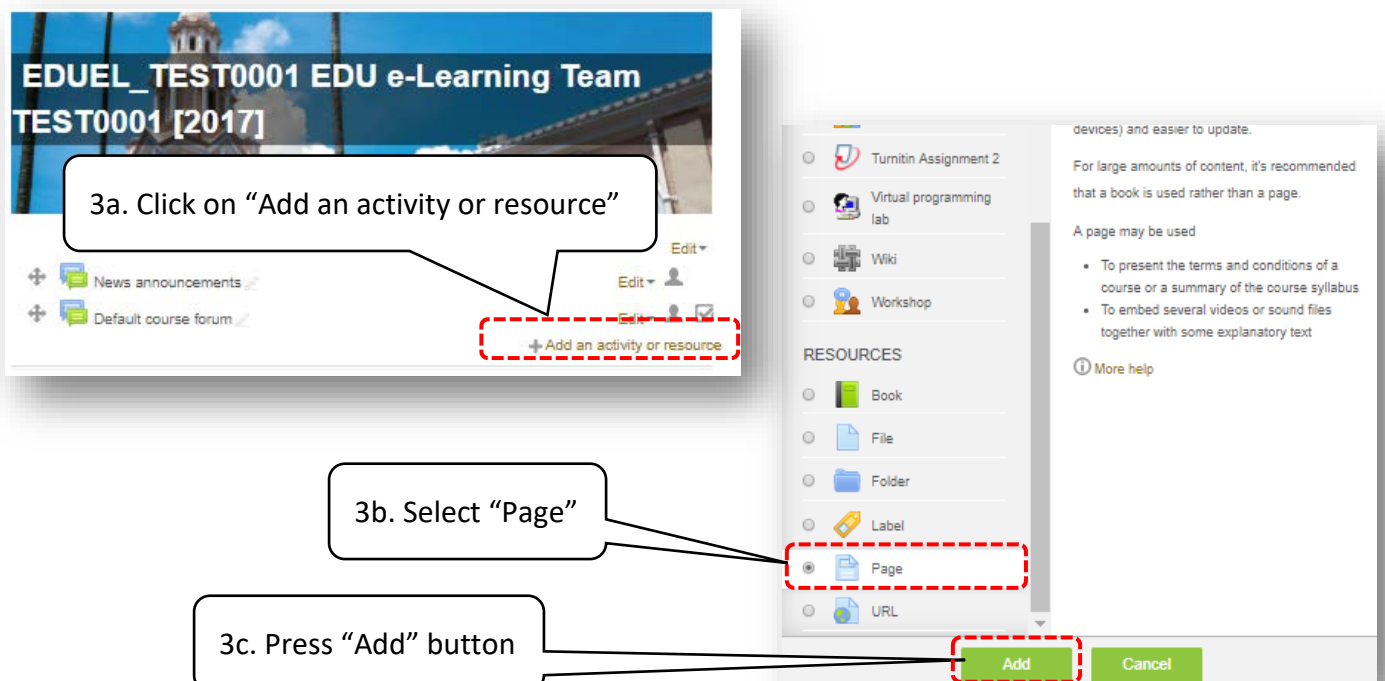 EDUEL_TEST0001 EDU e-Learning Team
TEST0001 [2017]
3a. Click on “Add an activity or resource”
Edit
News announcements
Edit
Default course forum
Edit
Add an activity or resource
3b. Select “Page”
3c. Press “Add” button
Turnitin Assignment 2
Virtual programming
lab
Wiki
Workshop
RESOURCES
Book
File
Folder
Label
Page
URL
devices) and easier to update.
For large amounts of content, it's recommended
that a book is used rather than a page.
A page may be used
• To present the terms and conditions of a
course or a summary of the course syllabus
• To embed several videos or sound files
together with some explanatory text
More help
Add
Cancel